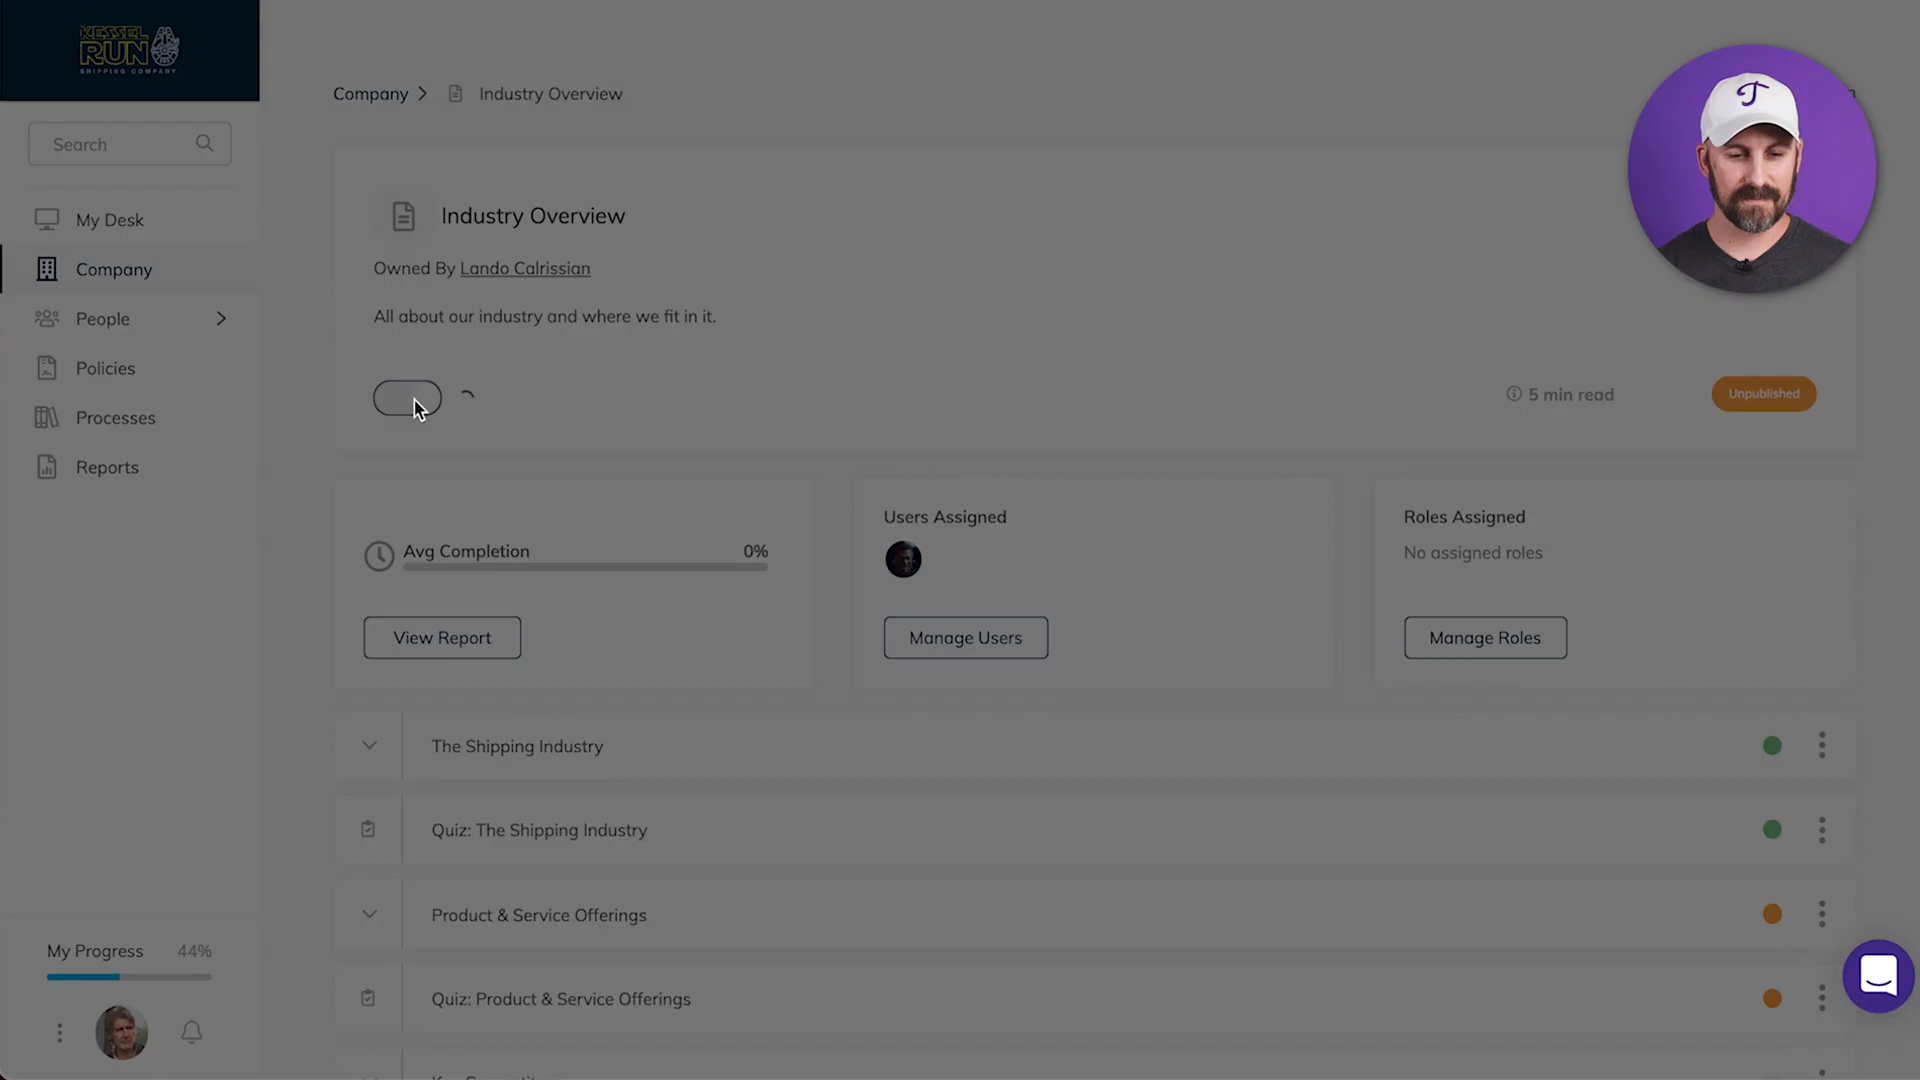 KESSEL
RUN
SHIPPING COMPANY
Search
My Desk
Company
People
Policies
Processes
Reports
My Progress 44%
Company Industry Overview
Industry Overview
Owned By Lando Calrissian
All about our industry and where we fit in it.
5 min read
Unpublished
Avg Completion 0%
View Report
Users Assigned
Manage Users
Roles Assigned
No assigned roles
Manage Roles
The Shipping Industry
Quiz: The Shipping Industry
Product & Service Offerings
Quiz: Product & Service Offerings